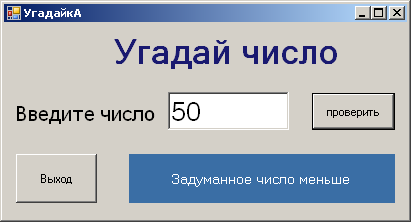 УгадайкА
Угадай число
Введите число 50 проверить
Выход Задуманное число меньше